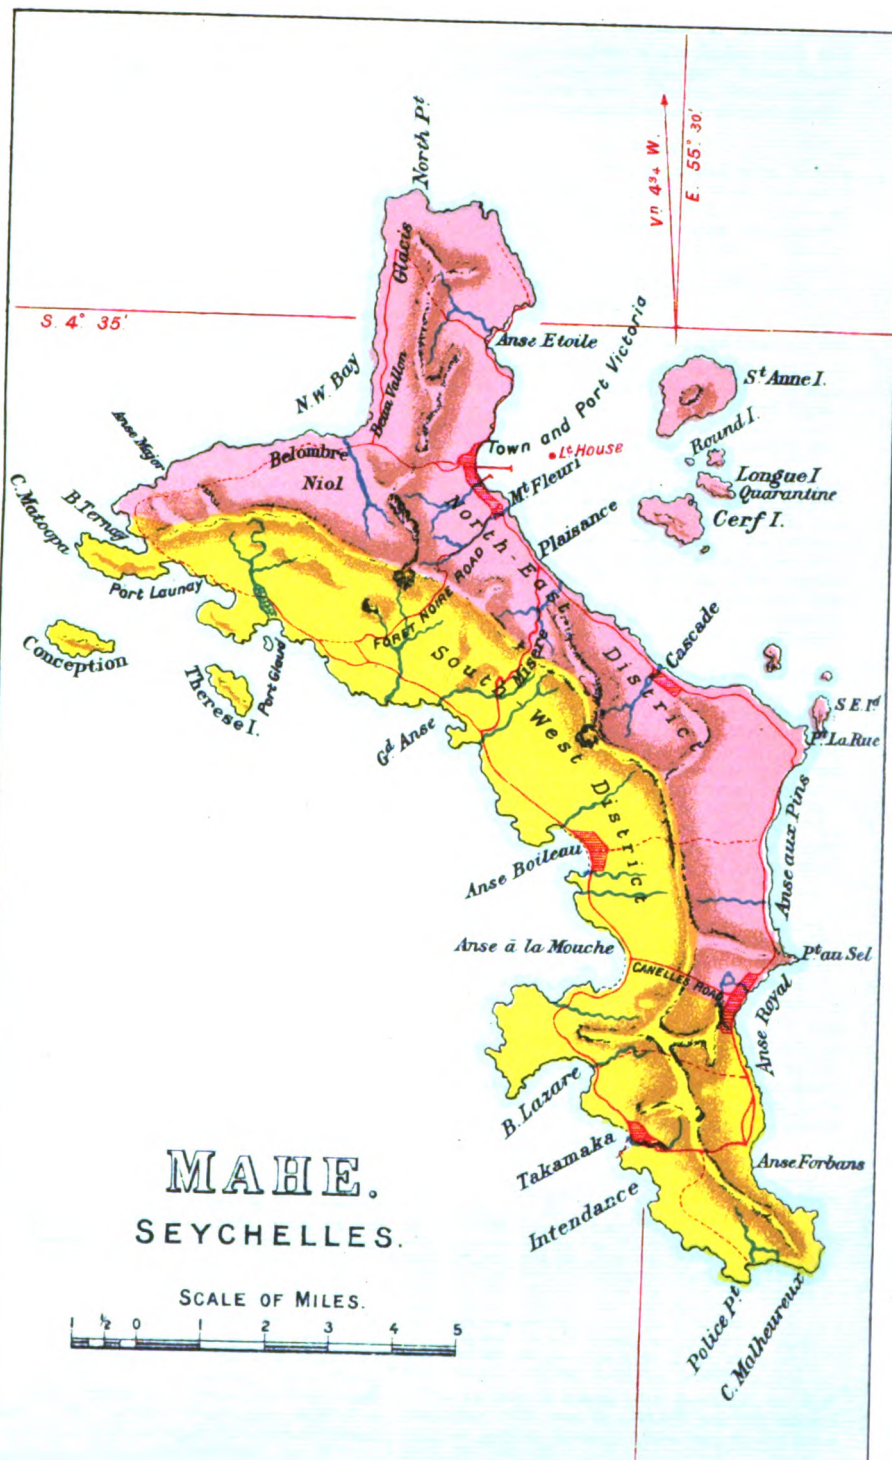 North Pt
Vn 4¾ W.
E. 55° 30'
S. 4° 35'
Glacis
Anse Etoile
N.W. Bay
Beau Vallon
Town and Port Victoria
St Anne I.
Round I.
Lt House
Anse Major
Belombre
Niol
Mt Fleuri
Longue I
Quarantine
Cerf I.
C. Matoopa
B. Ternay
Plaisance
North-East District
Port Launay
FORET NOIRE ROAD
Cascade
Conception
Therese I.
Port Glaud
South West District
Misere
S.E. Id
Pt La Rue
Gd Anse
Anse aux Pins
Anse Boileau
Anse à la Mouche
Pt au Sel
CANELLES ROAD
Anse Royal
B. Lazare
Takamaka
Anse Forbans
Intendance
MAHE.
SEYCHELLES.
SCALE OF MILES.
1 ½ 0 1 2 3 4 5
Police Pt
C. Malheureux